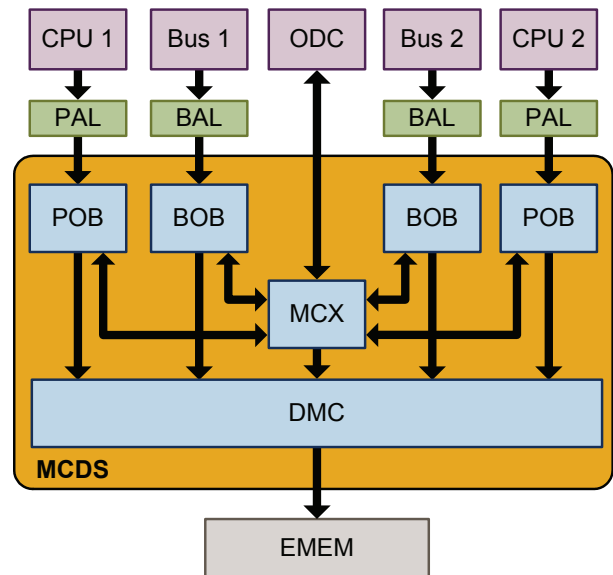 CPU 1
Bus 1
ODC
Bus 2
CPU 2
PAL
BAL
BAL
PAL
POB
BOB
BOB
POB
MCX
DMC
MCDS
EMEM